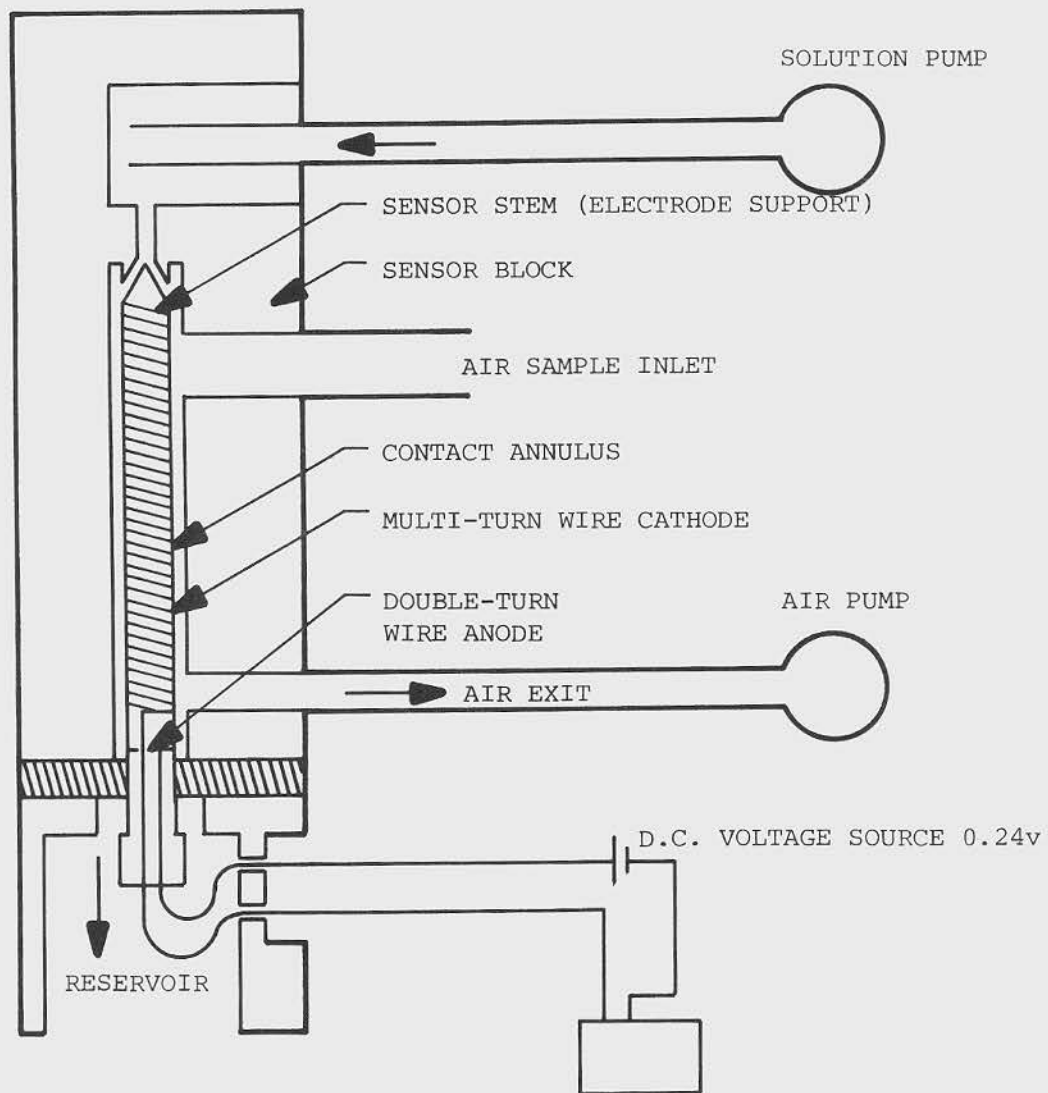 SOLUTION PUMP
SENSOR STEM (ELECTRODE SUPPORT)
SENSOR BLOCK
AIR SAMPLE INLET
CONTACT ANNULUS
MULTI-TURN WIRE CATHODE
DOUBLE-TURN
WIRE ANODE
AIR PUMP
AIR EXIT
D.C. VOLTAGE SOURCE 0.24v
RESERVOIR